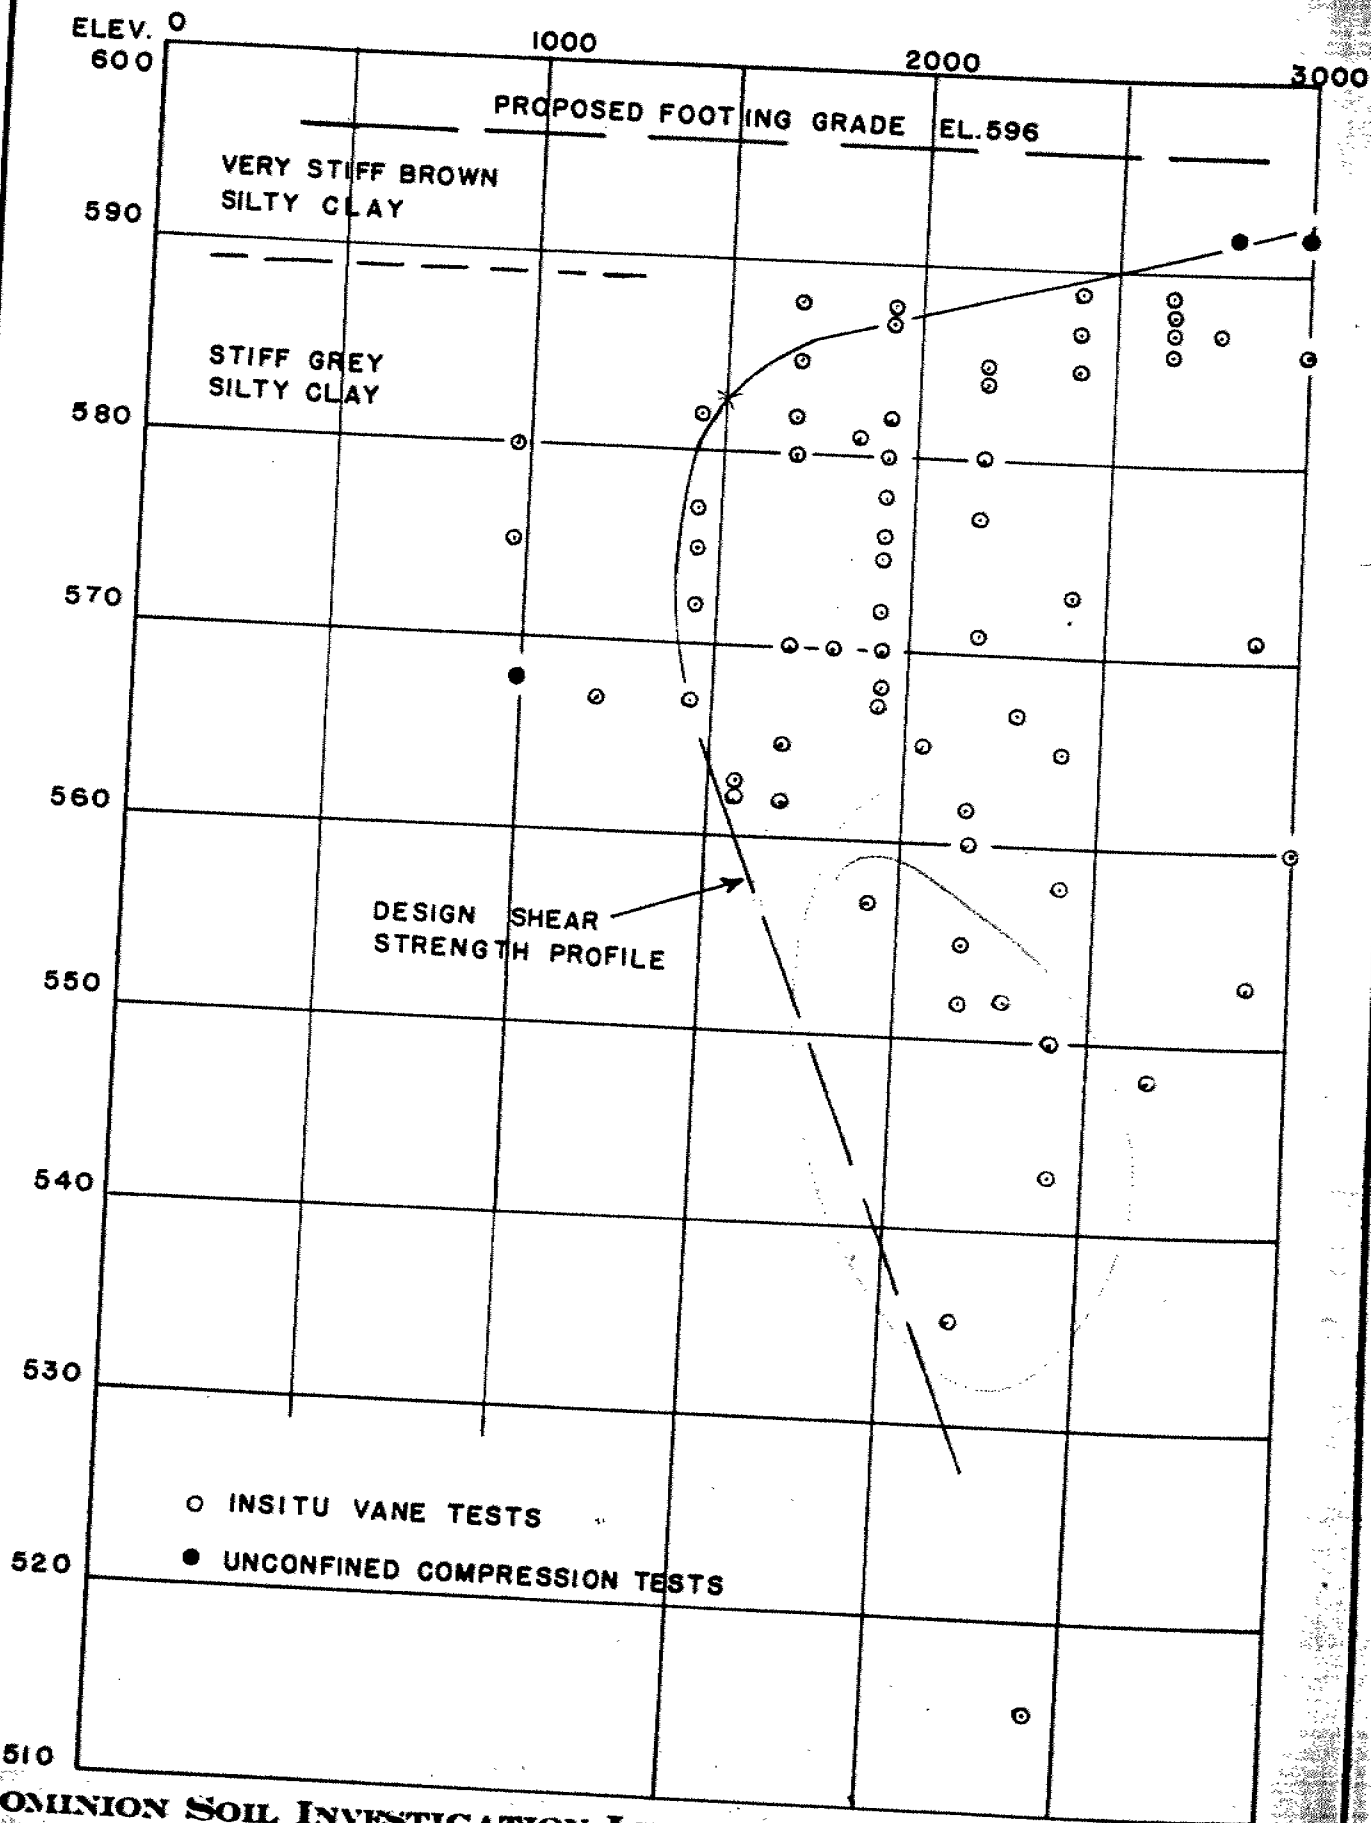 ELEV. 0 1000 2000 3000
600
PROPOSED FOOTING GRADE EL.596
VERY STIFF BROWN
SILTY CLAY
590
STIFF GREY
SILTY CLAY
580
570
560
DESIGN SHEAR
STRENGTH PROFILE
550
540
530
INSITU VANE TESTS
520
UNCONFINED COMPRESSION TESTS
510
OMINION SOIL INVESTIGATION